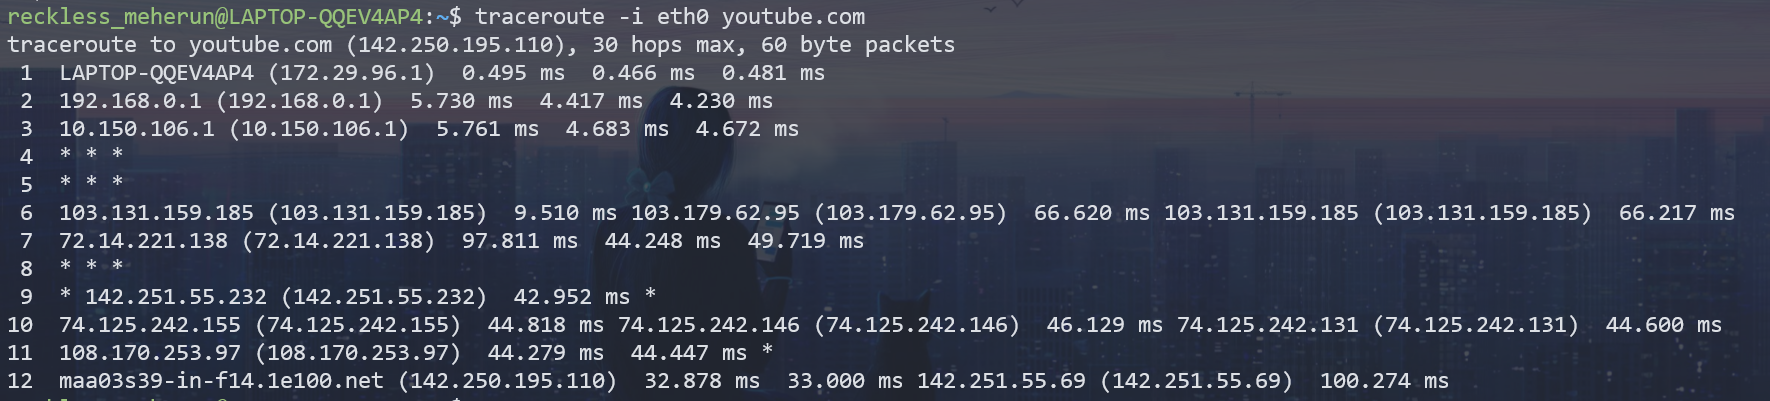 reckless_meherun@LAPTOP-QQEV4AP4:~$ traceroute -i eth0 youtube.com
traceroute to youtube.com (142.250.195.110), 30 hops max, 60 byte packets
 1  LAPTOP-QQEV4AP4 (172.29.96.1)  0.495 ms  0.466 ms  0.481 ms
 2  192.168.0.1 (192.168.0.1)  5.730 ms  4.417 ms  4.230 ms
 3  10.150.106.1 (10.150.106.1)  5.761 ms  4.683 ms  4.672 ms
 4  * * *
 5  * * *
 6  103.131.159.185 (103.131.159.185)  9.510 ms 103.179.62.95 (103.179.62.95)  66.620 ms 103.131.159.185 (103.131.159.185)  66.217 ms
 7  72.14.221.138 (72.14.221.138)  97.811 ms  44.248 ms  49.719 ms
 8  * * *
 9  * 142.251.55.232 (142.251.55.232)  42.952 ms *
10  74.125.242.155 (74.125.242.155)  44.818 ms 74.125.242.146 (74.125.242.146)  46.129 ms 74.125.242.131 (74.125.242.131)  44.600 ms
11  108.170.253.97 (108.170.253.97)  44.279 ms  44.447 ms *
12  maa03s39-in-f14.1e100.net (142.250.195.110)  32.878 ms  33.000 ms 142.251.55.69 (142.251.55.69)  100.274 ms